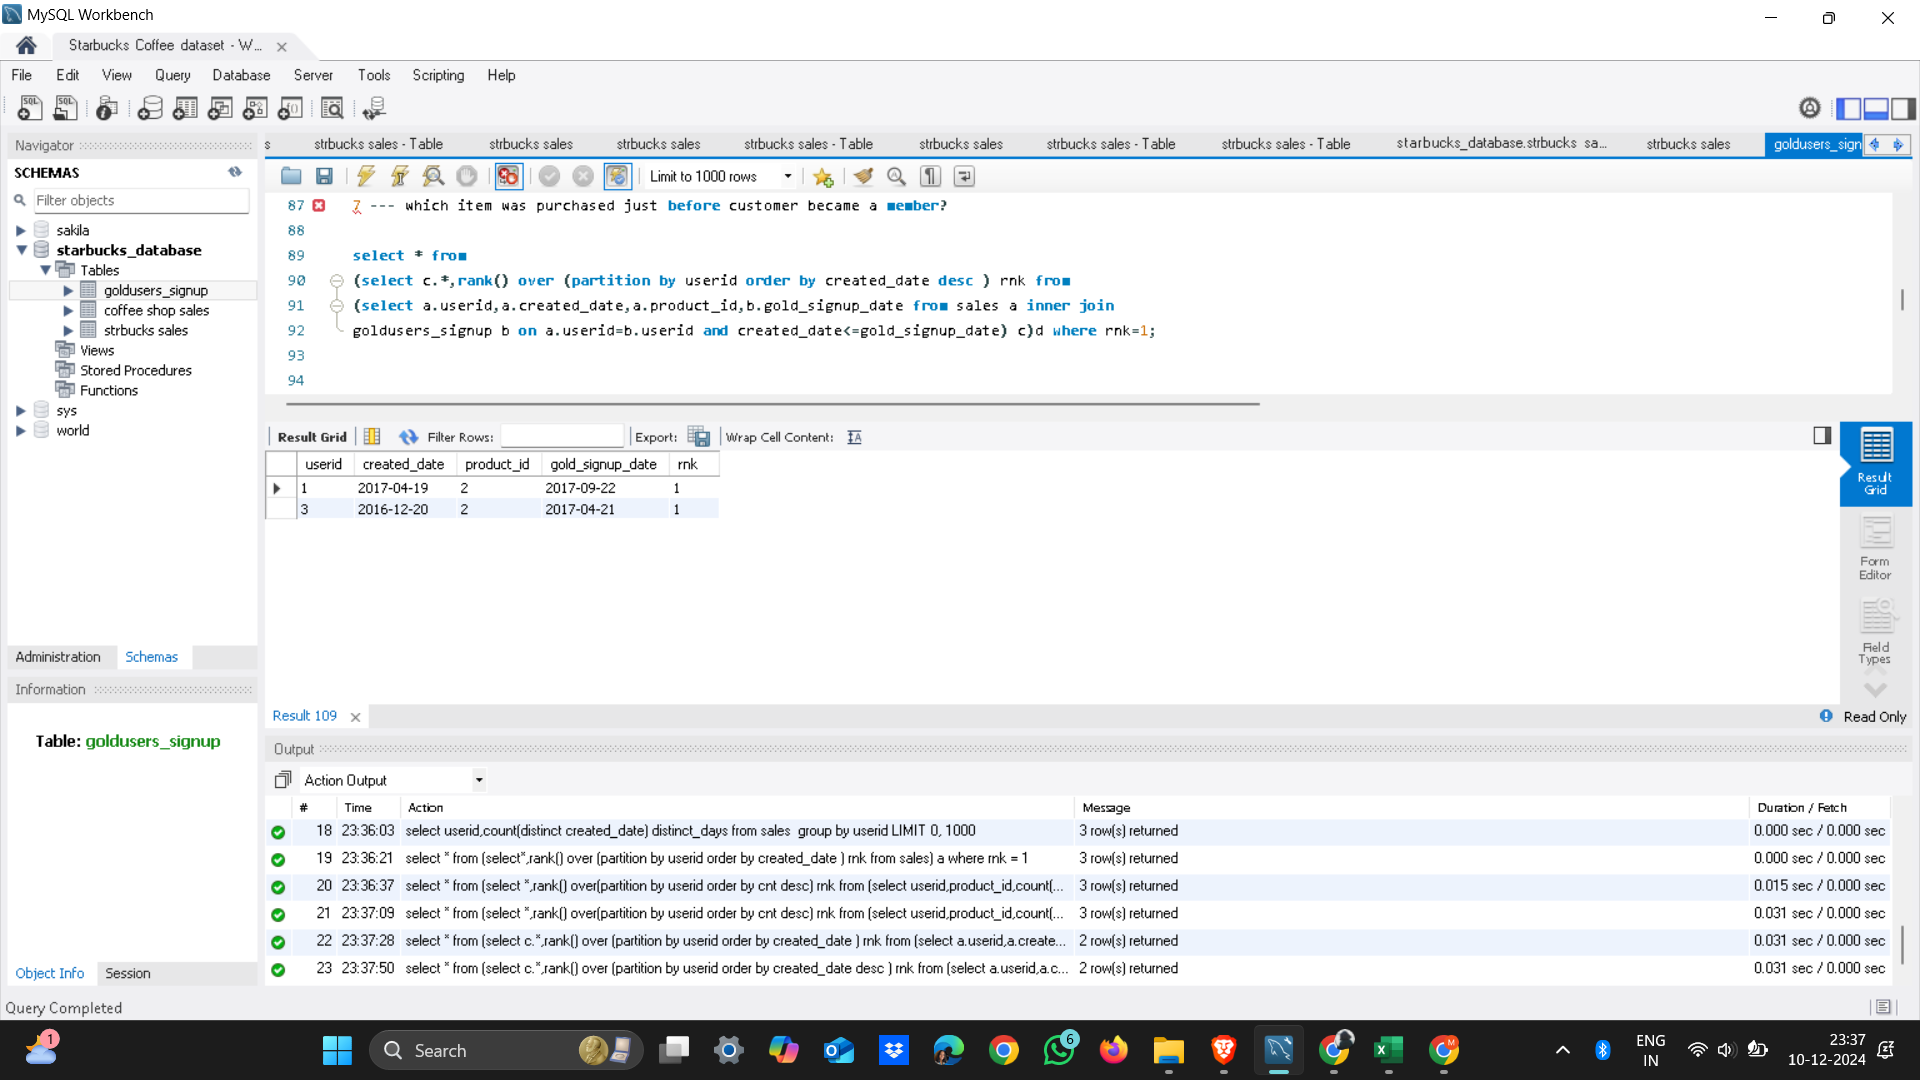 MySQL Workbench
Starbucks Coffee dataset - W...
File Edit View Query Database Server Tools Scripting Help
Navigator
SCHEMAS
Filter objects
sakila
starbucks_database
Tables
goldusers_signup
coffee shop sales
strbucks sales
Views
Stored Procedures
Functions
sys
world
Administration Schemas
Information
Table: goldusers_signup
Object Info Session
s strbucks sales - Table strbucks sales strbucks sales strbucks sales - Table strbucks sales strbucks sales - Table strbucks sales - Table starbucks_database.strbucks sa... strbucks sales goldusers_sign
Limit to 1000 rows
87 7 --- which item was purchased just before customer became a member?
88
89 select * from
90 (select c.*,rank() over (partition by userid order by created_date desc ) rnk from
91 (select a.userid,a.created_date,a.product_id,b.gold_signup_date from sales a inner join
92 goldusers_signup b on a.userid=b.userid and created_date<=gold_signup_date) c)d where rnk=1;
93
94
Result Grid Filter Rows: Export: Wrap Cell Content:
userid created_date product_id gold_signup_date rnk
1 2017-04-19 2 2017-09-22 1
3 2016-12-20 2 2017-04-21 1
Result Grid
Form Editor
Field Types
Result 109
Read Only
Output
Action Output
# Time Action Message Duration / Fetch
18 23:36:03 select userid,count(distinct created_date) distinct_days from sales group by userid LIMIT 0, 1000 3 row(s) returned 0.000 sec / 0.000 sec
19 23:36:21 select * from (select*,rank() over (partition by userid order by created_date ) rnk from sales) a where rnk = 1 3 row(s) returned 0.000 sec / 0.000 sec
20 23:36:37 select * from (select *,rank() over(partition by userid order by cnt desc) rnk from (select userid,product_id,count(... 3 row(s) returned 0.015 sec / 0.000 sec
21 23:37:09 select * from (select *,rank() over(partition by userid order by cnt desc) rnk from (select userid,product_id,count(... 3 row(s) returned 0.031 sec / 0.000 sec
22 23:37:28 select * from (select c.*,rank() over (partition by userid order by created_date ) rnk from (select a.userid,a.create... 2 row(s) returned 0.031 sec / 0.000 sec
23 23:37:50 select * from (select c.*,rank() over (partition by userid order by created_date desc ) rnk from (select a.userid,a.c... 2 row(s) returned 0.031 sec / 0.000 sec
Query Completed
1 Search 6 ENG IN 23:37
10-12-2024